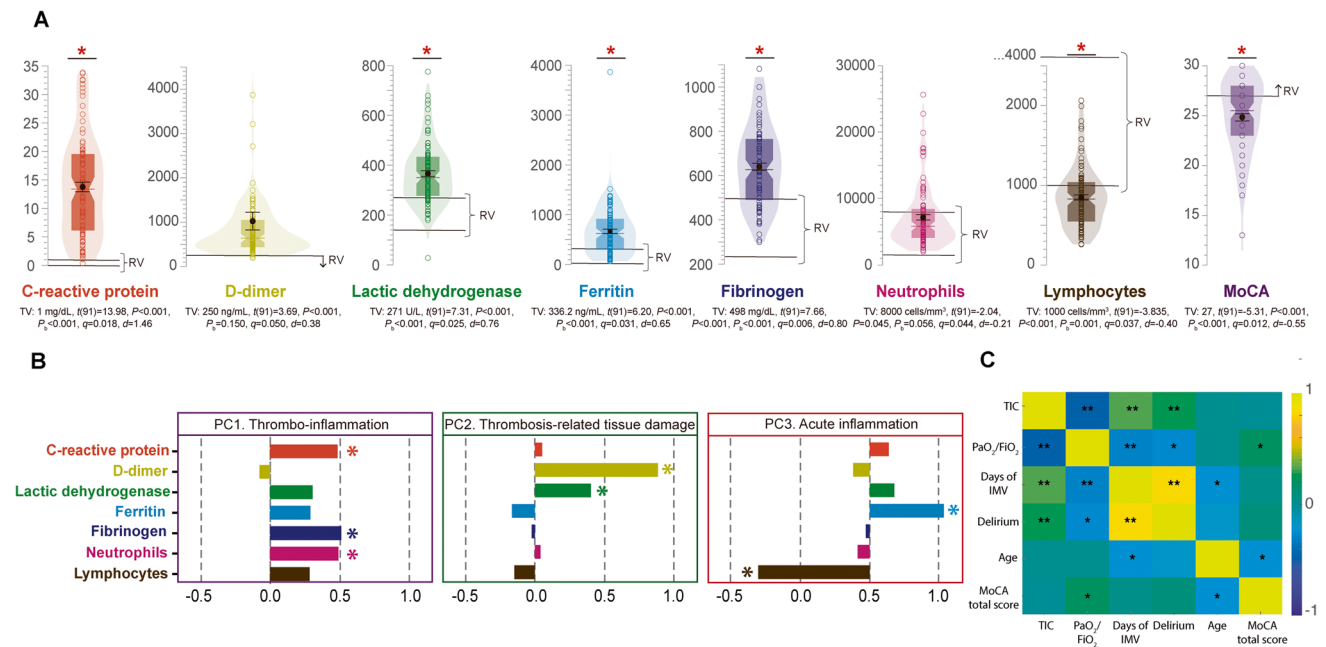 A
* * * * * *
35 30 25 20 15 10 5 0
4000 3000 2000 1000 0
800 600 400 200 0
4000 3000 2000 1000 0
1000 800 600 400 200
30000 20000 10000 0
... 4000 2000 1000 0
30 25 20 15 10
RV RV RV RV RV RV RV RV
C-reactive protein
TV: 1 mg/dL, t(91)=13.98, P<0.001,
Pb<0.001, q=0.018, d=1.46
D-dimer
TV: 250 ng/mL, t(91)=3.69, P<0.001,
Pb=0.150, q=0.050, d=0.38
Lactic dehydrogenase
TV: 271 U/L, t(91)=7.31, P<0.001,
Pb<0.001, q=0.025, d=0.76
Ferritin
TV: 336.2 ng/mL, t(91)=6.20, P<0.001,
Pb<0.001, q=0.031, d=0.65
Fibrinogen
TV: 498 mg/dL, t(91)=7.66,
P<0.001, Pb<0.001, q=0.006, d=0.80
Neutrophils
TV: 8000 cells/mm³, t(91)=-2.04,
P=0.045, Pb=0.056, q=0.044, d=-0.21
Lymphocytes
TV: 1000 cells/mm³, t(91)=-3.835,
P<0.001, Pb=0.001, q=0.037, d=-0.40
MoCA
TV: 27, t(91)=-5.31, P<0.001,
Pb<0.001, q=0.012, d=-0.55
B
PC1. Thrombo-inflammation
PC2. Thrombosis-related tissue damage
PC3. Acute inflammation
C-reactive protein *
D-dimer *
Lactic dehydrogenase *
Ferritin *
Fibrinogen *
Neutrophils *
Lymphocytes *
-0.5 0.0 0.5 1.0
-0.5 0.0 0.5 1.0
-0.5 0.0 0.5 1.0
C
TIC ** ** **
PaO₂/FiO₂ ** ** * *
Days of
IMV ** ** ** *
Delirium ** * **
Age * *
MoCA
total score * *
TIC
PaO₂/
FiO₂
Days of
IMV
Delirium
Age
MoCA
total score
1
0
-1